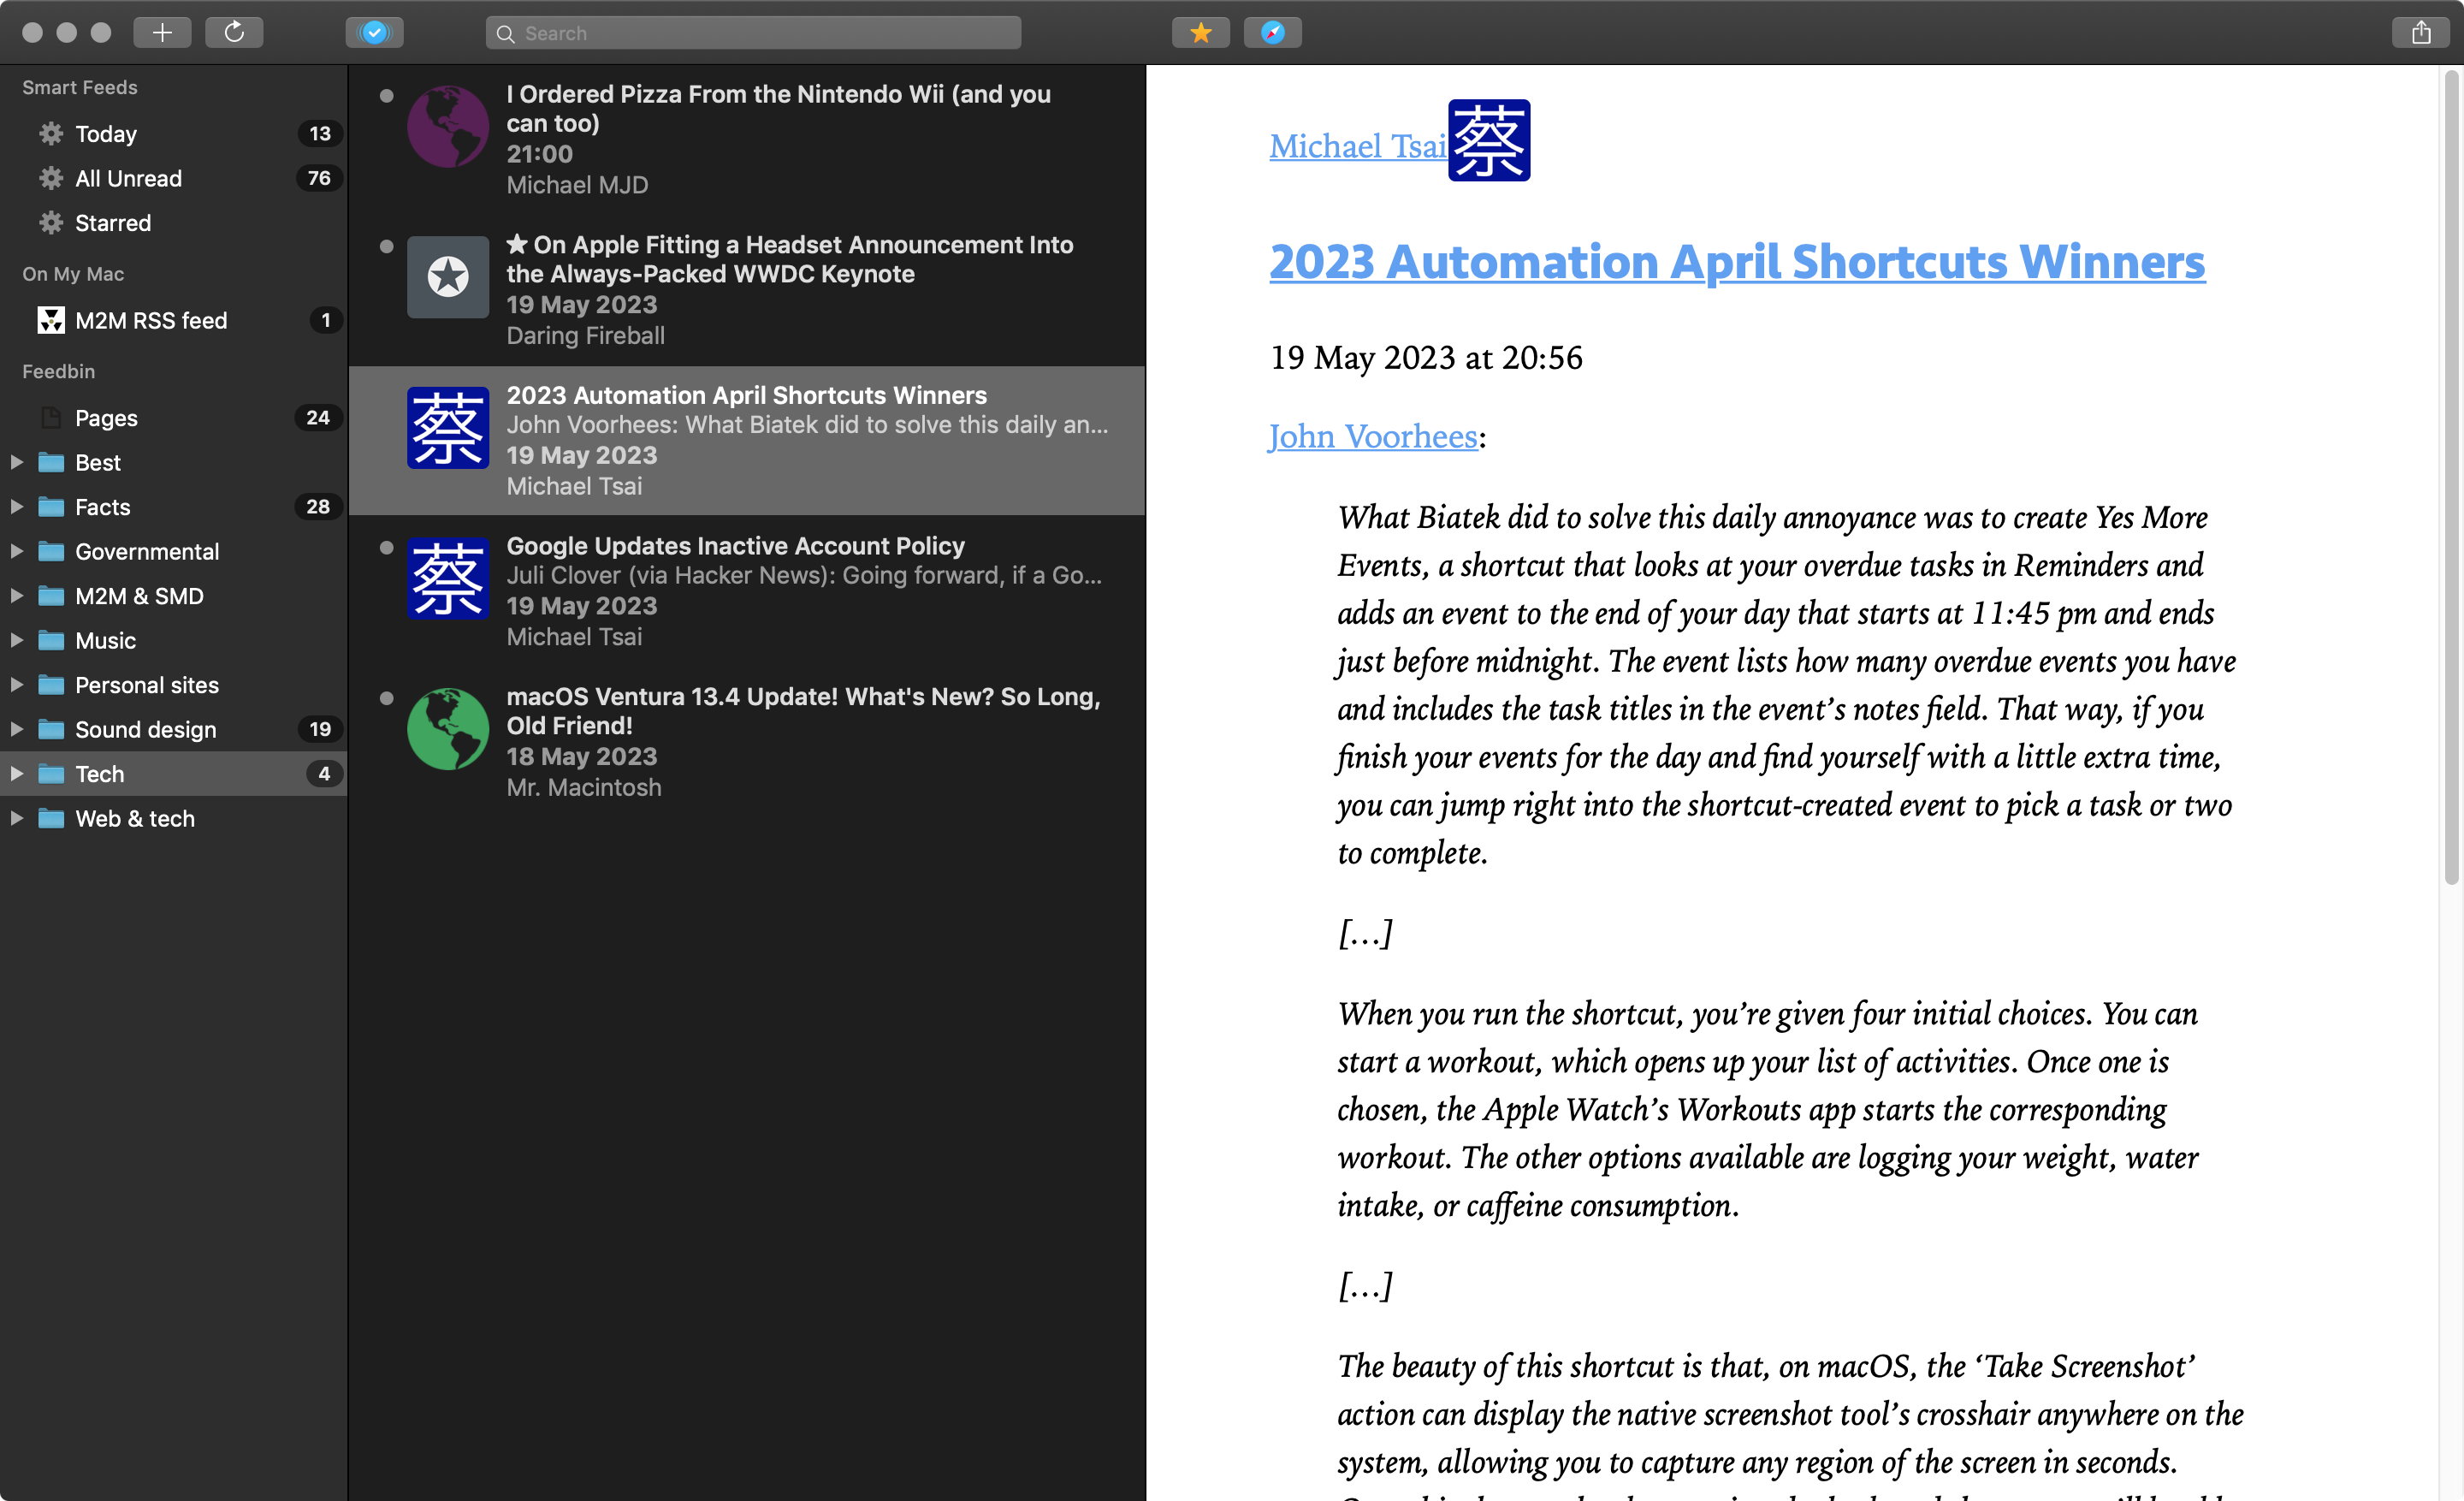 Search
Smart Feeds
Today 13
All Unread 76
Starred
On My Mac
M2M RSS feed 1
Feedbin
Pages 24
Best
Facts 28
Governmental
M2M & SMD
Music
Personal sites
Sound design 19
Tech 4
Web & tech
I Ordered Pizza From the Nintendo Wii (and you
can too)
21:00
Michael MJD
★ On Apple Fitting a Headset Announcement Into
the Always-Packed WWDC Keynote
19 May 2023
Daring Fireball
蔡
2023 Automation April Shortcuts Winners
John Voorhees: What Biatek did to solve this daily an...
19 May 2023
Michael Tsai
蔡
Google Updates Inactive Account Policy
Juli Clover (via Hacker News): Going forward, if a Go...
19 May 2023
Michael Tsai
macOS Ventura 13.4 Update! What's New? So Long,
Old Friend!
18 May 2023
Mr. Macintosh
Michael Tsai 蔡
2023 Automation April Shortcuts Winners
19 May 2023 at 20:56
John Voorhees:
What Biatek did to solve this daily annoyance was to create Yes More
Events, a shortcut that looks at your overdue tasks in Reminders and
adds an event to the end of your day that starts at 11:45 pm and ends
just before midnight. The event lists how many overdue events you have
and includes the task titles in the event’s notes field. That way, if you
finish your events for the day and find yourself with a little extra time,
you can jump right into the shortcut-created event to pick a task or two
to complete.
[…]
When you run the shortcut, you’re given four initial choices. You can
start a workout, which opens up your list of activities. Once one is
chosen, the Apple Watch’s Workouts app starts the corresponding
workout. The other options available are logging your weight, water
intake, or caffeine consumption.
[…]
The beauty of this shortcut is that, on macOS, the ‘Take Screenshot’
action can display the native screenshot tool’s crosshair anywhere on the
system, allowing you to capture any region of the screen in seconds.